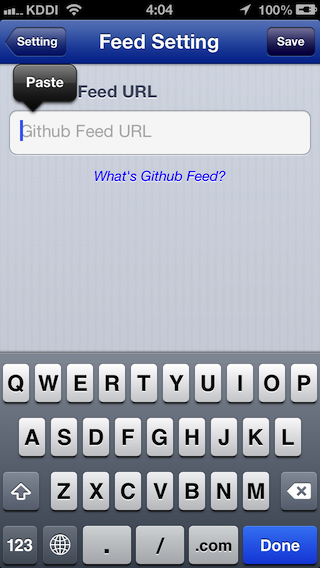 KDDI 4:04 100%
Setting Feed Setting Save
Paste
Feed URL
Github Feed URL
What's Github Feed?
Q W E R T Y U I O P
A S D F G H J K L
Z X C V B N M
123 . / .com Done